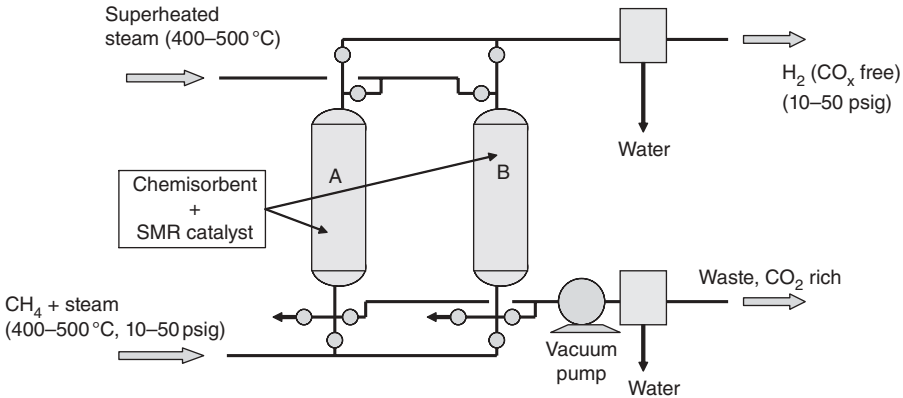 Superheated
steam (400–500 °C)
H₂ (COₓ free)
(10–50 psig)
Water
A
B
Chemisorbent
+
SMR catalyst
CH₄ + steam
(400–500 °C, 10–50 psig)
Waste, CO₂ rich
Vacuum
pump
Water